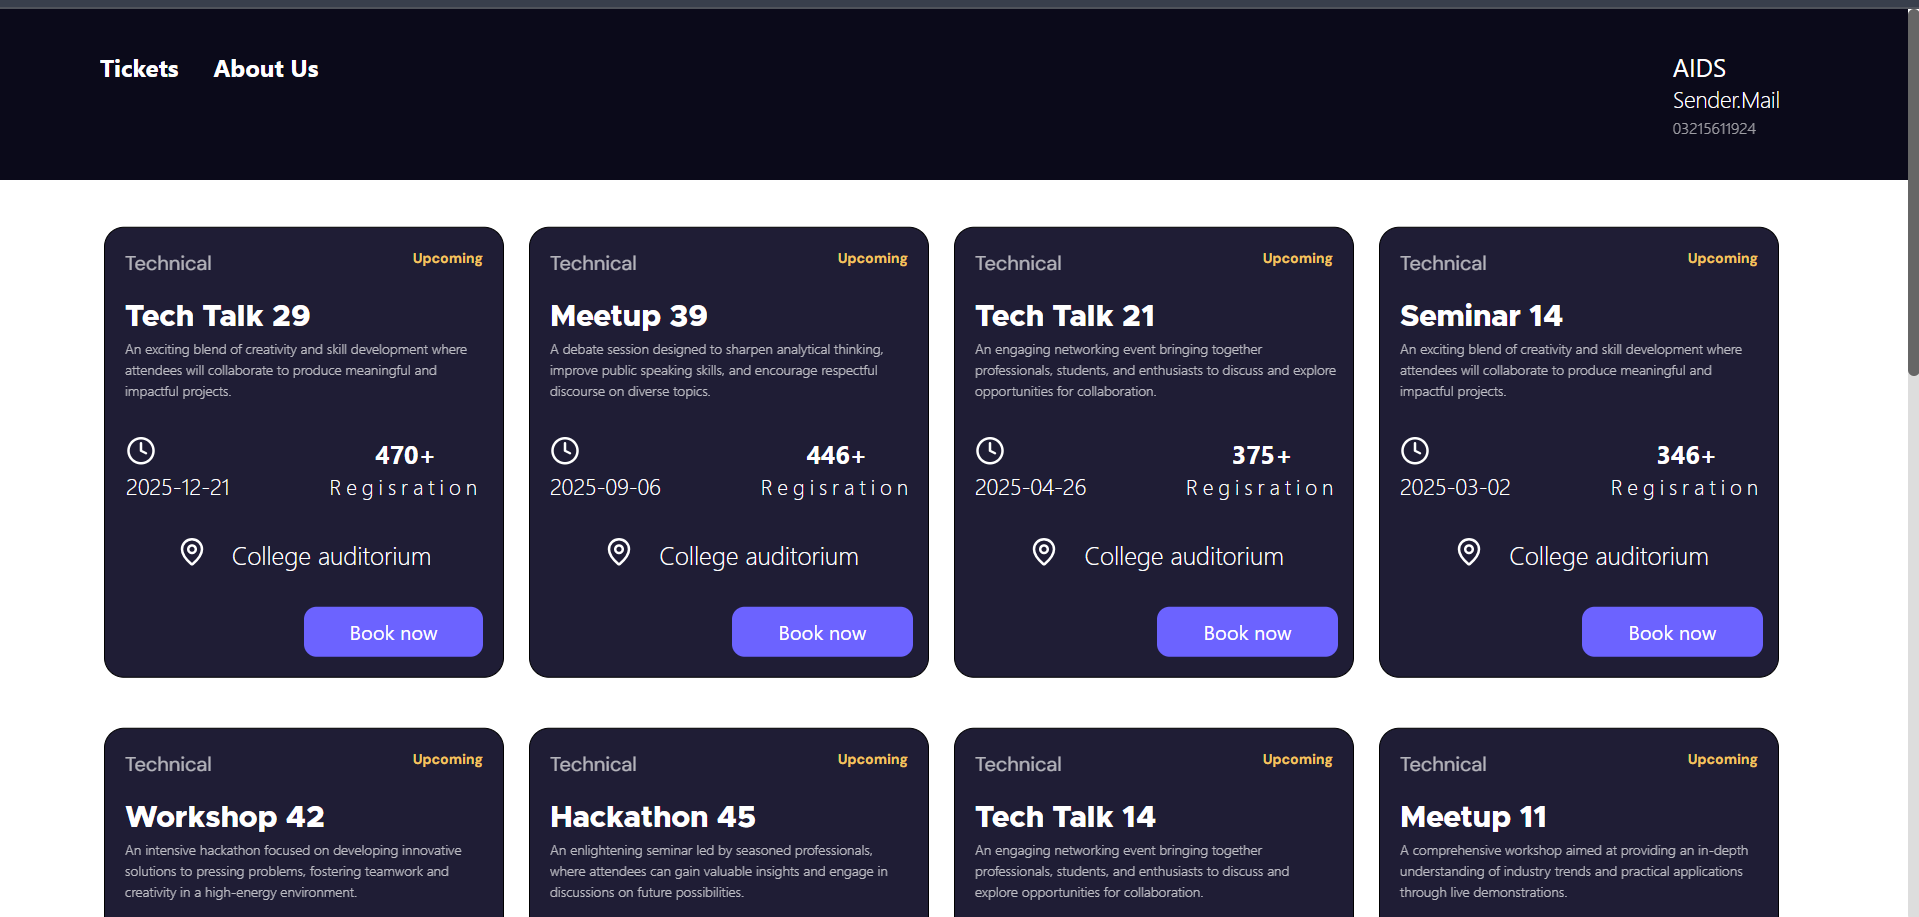 Tickets About Us
AIDS
Sender.Mail
03215611924
Technical Upcoming
Tech Talk 29
An exciting blend of creativity and skill development where
attendees will collaborate to produce meaningful and
impactful projects.
470+
2025-12-21 Regisration
College auditorium
Book now
Technical Upcoming
Meetup 39
A debate session designed to sharpen analytical thinking,
improve public speaking skills, and encourage respectful
discourse on diverse topics.
446+
2025-09-06 Regisration
College auditorium
Book now
Technical Upcoming
Tech Talk 21
An engaging networking event bringing together
professionals, students, and enthusiasts to discuss and explore
opportunities for collaboration.
375+
2025-04-26 Regisration
College auditorium
Book now
Technical Upcoming
Seminar 14
An exciting blend of creativity and skill development where
attendees will collaborate to produce meaningful and
impactful projects.
346+
2025-03-02 Regisration
College auditorium
Book now
Technical Upcoming
Workshop 42
An intensive hackathon focused on developing innovative
solutions to pressing problems, fostering teamwork and
creativity in a high-energy environment.
Technical Upcoming
Hackathon 45
An enlightening seminar led by seasoned professionals,
where attendees can gain valuable insights and engage in
discussions on future possibilities.
Technical Upcoming
Tech Talk 14
An engaging networking event bringing together
professionals, students, and enthusiasts to discuss and
explore opportunities for collaboration.
Technical Upcoming
Meetup 11
A comprehensive workshop aimed at providing an in-depth
understanding of industry trends and practical applications
through live demonstrations.